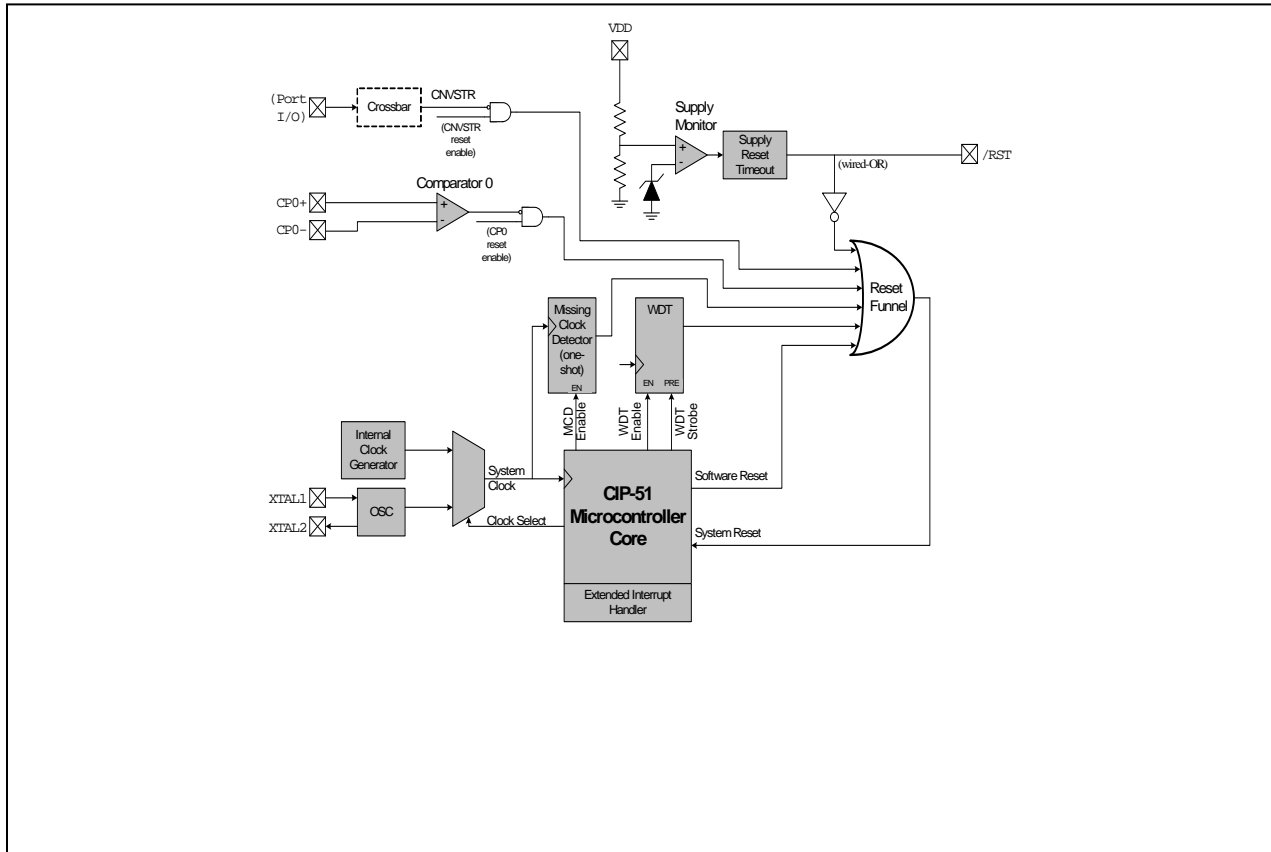 VDD
(Port
I/O)
Crossbar
CNVSTR
(CNVSTR
reset
enable)
Supply
Monitor
+
-
Supply
Reset
Timeout
(wired-OR)
/RST
Comparator 0
CP0+
CP0-
+
-
(CP0
reset
enable)
Reset
Funnel
Missing
Clock
Detector
(one-
shot)
EN
WDT
EN PRE
MCD
Enable
WDT
Enable
WDT
Strobe
Internal
Clock
Generator
System
Clock
XTAL1
XTAL2
OSC
Clock Select
CIP-51
Microcontroller
Core
Software Reset
System Reset
Extended Interrupt
Handler